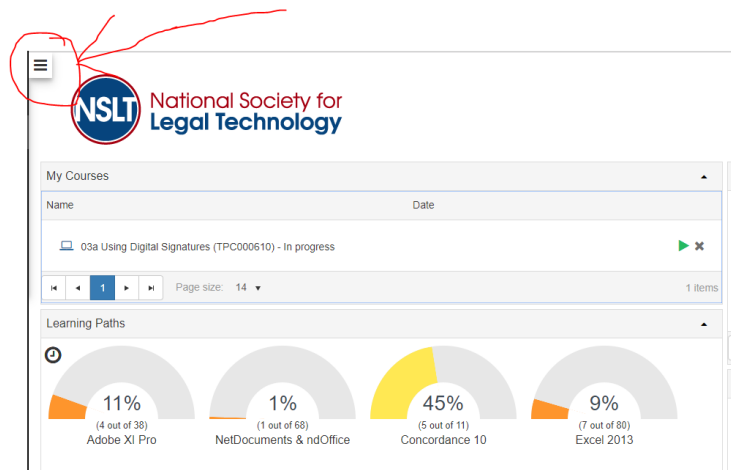 NSLT
National Society for
Legal Technology
My Courses
Name Date
03a Using Digital Signatures (TPC000610) - In progress
1 Page size: 14 1 items
Learning Paths
11% 1% 45% 9%
(4 out of 38) (1 out of 68) (5 out of 11) (7 out of 80)
Adobe XI Pro NetDocuments & ndOffice Concordance 10 Excel 2013